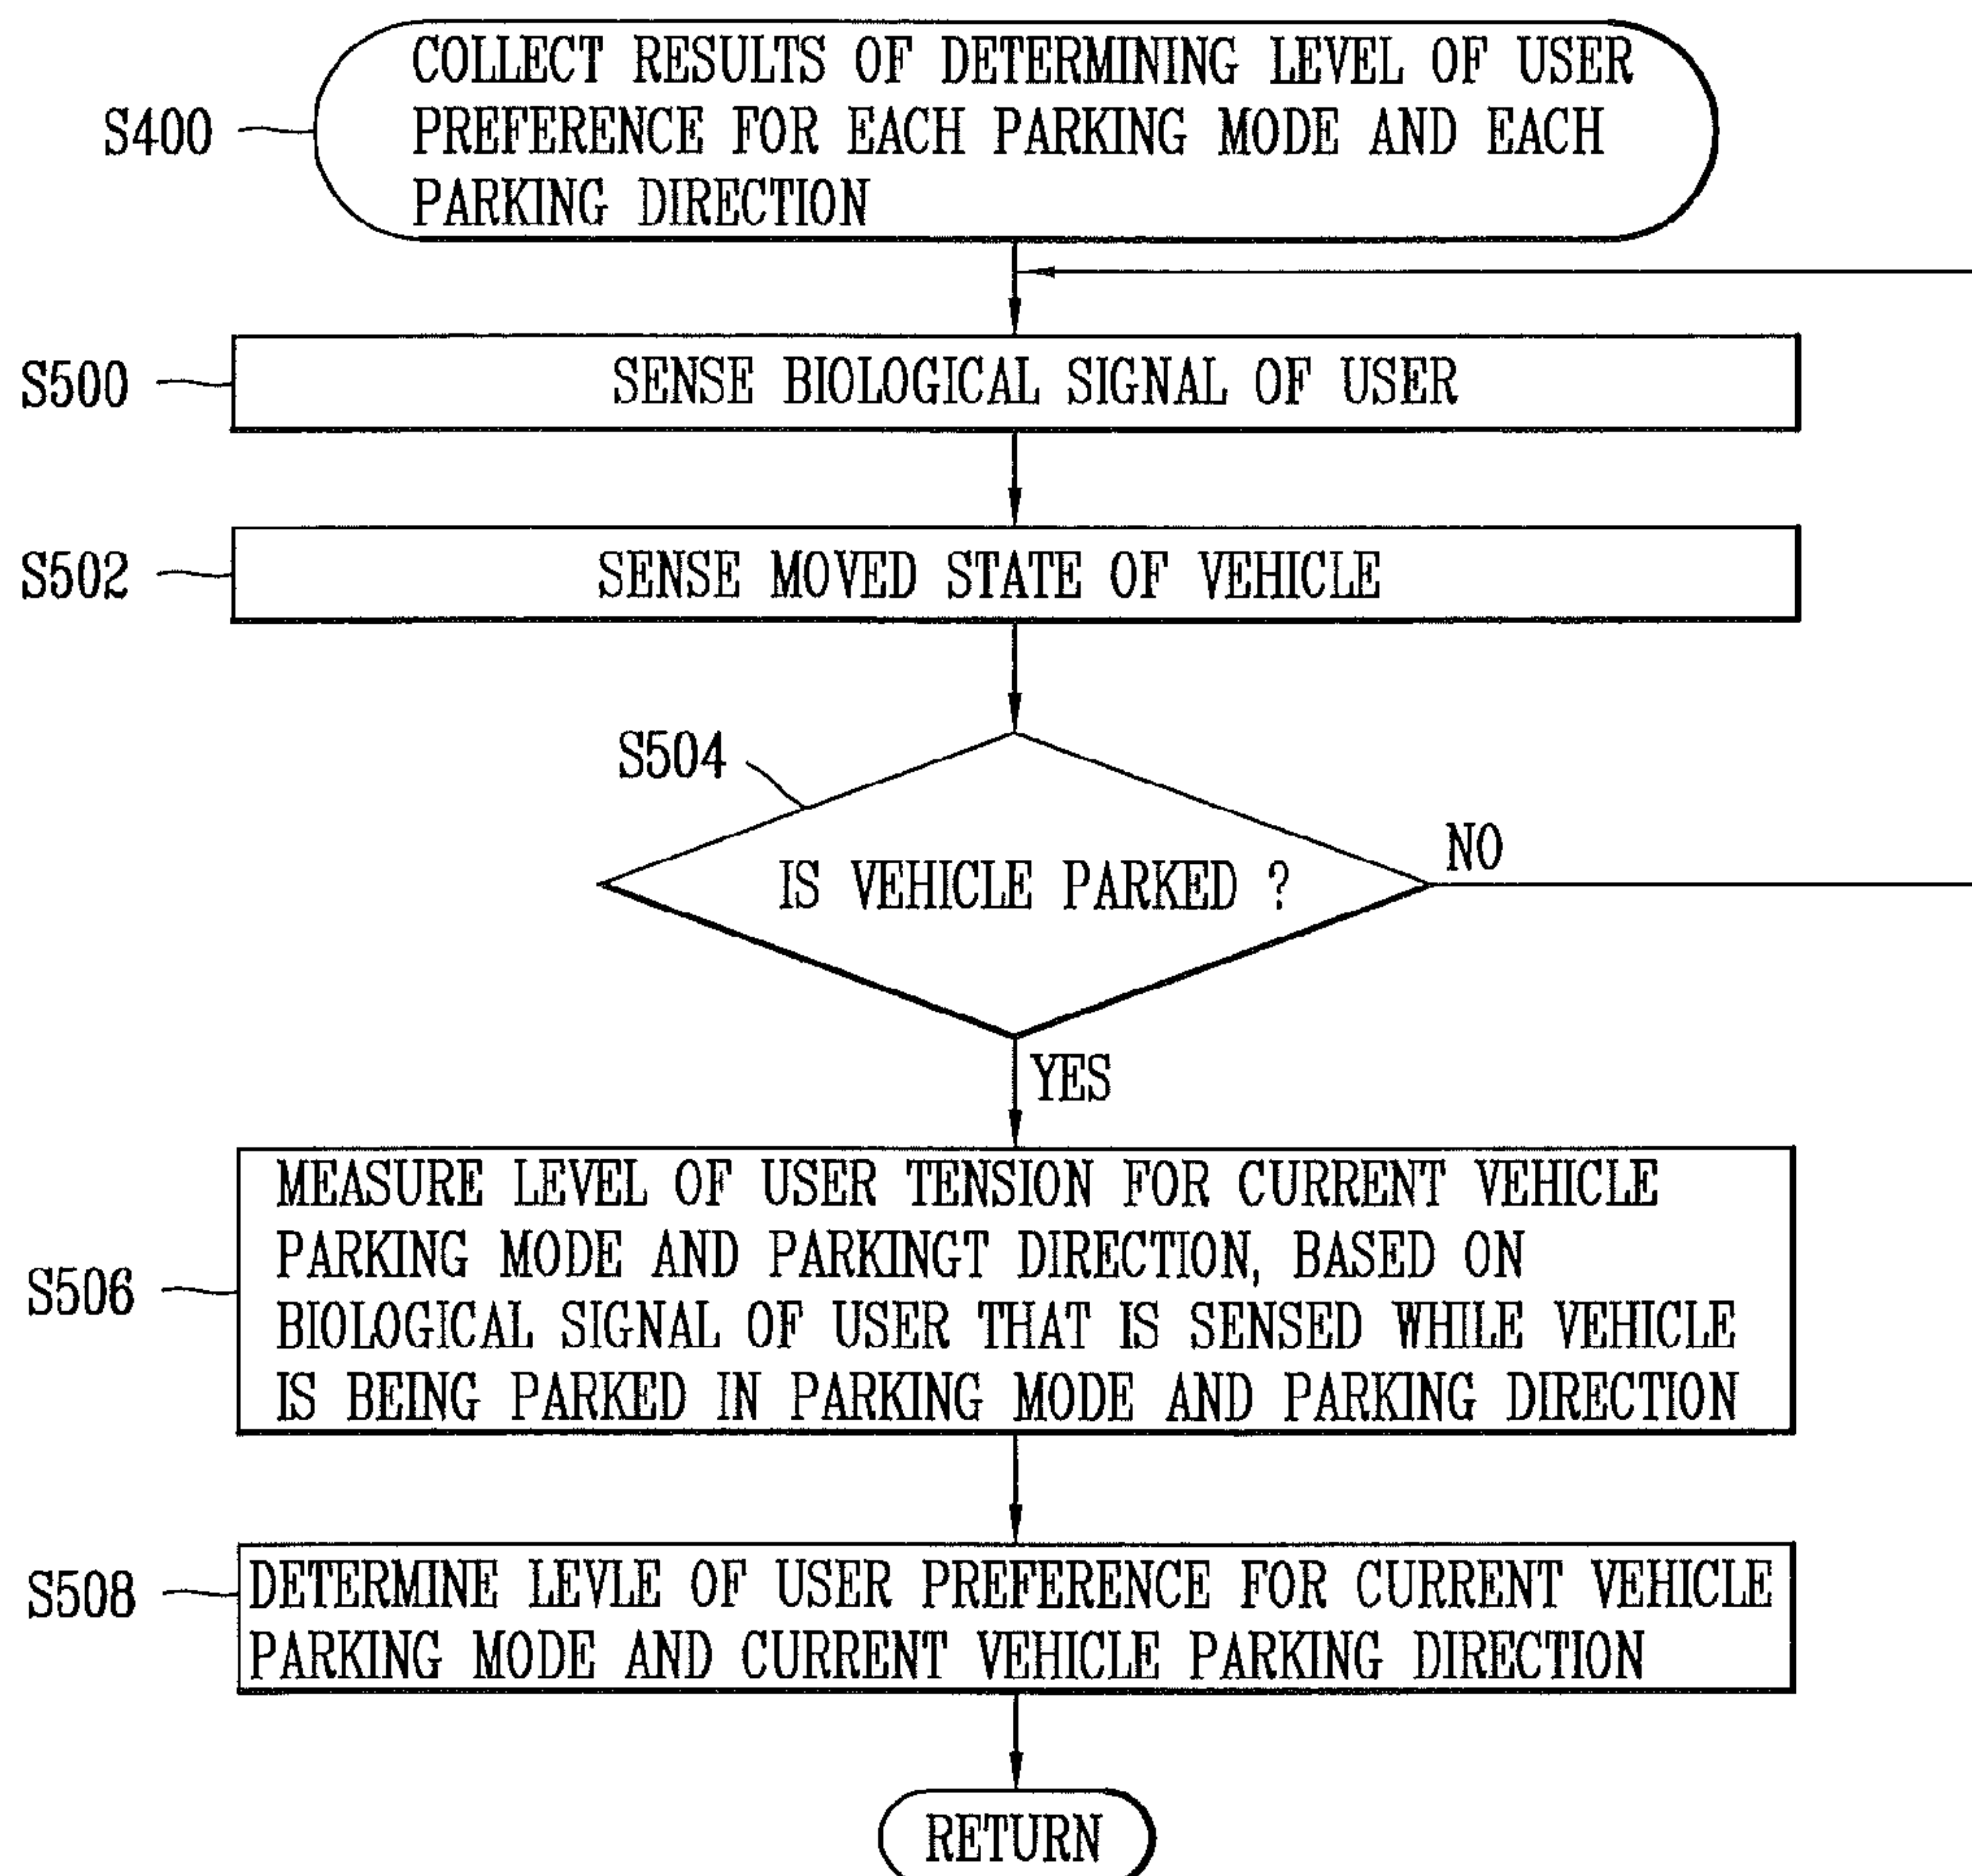 COLLECT RESULTS OF DETERMINING LEVEL OF USER
PREFERENCE FOR EACH PARKING MODE AND EACH
PARKING DIRECTION
S400
S500
SENSE BIOLOGICAL SIGNAL OF USER
S502
SENSE MOVED STATE OF VEHICLE
S504
IS VEHICLE PARKED ?
NO
YES
MEASURE LEVEL OF USER TENSION FOR CURRENT VEHICLE
PARKING MODE AND PARKINGT DIRECTION, BASED ON
BIOLOGICAL SIGNAL OF USER THAT IS SENSED WHILE VEHICLE
IS BEING PARKED IN PARKING MODE AND PARKING DIRECTION
S506
S508
DETERMINE LEVLE OF USER PREFERENCE FOR CURRENT VEHICLE
PARKING MODE AND CURRENT VEHICLE PARKING DIRECTION
RETURN